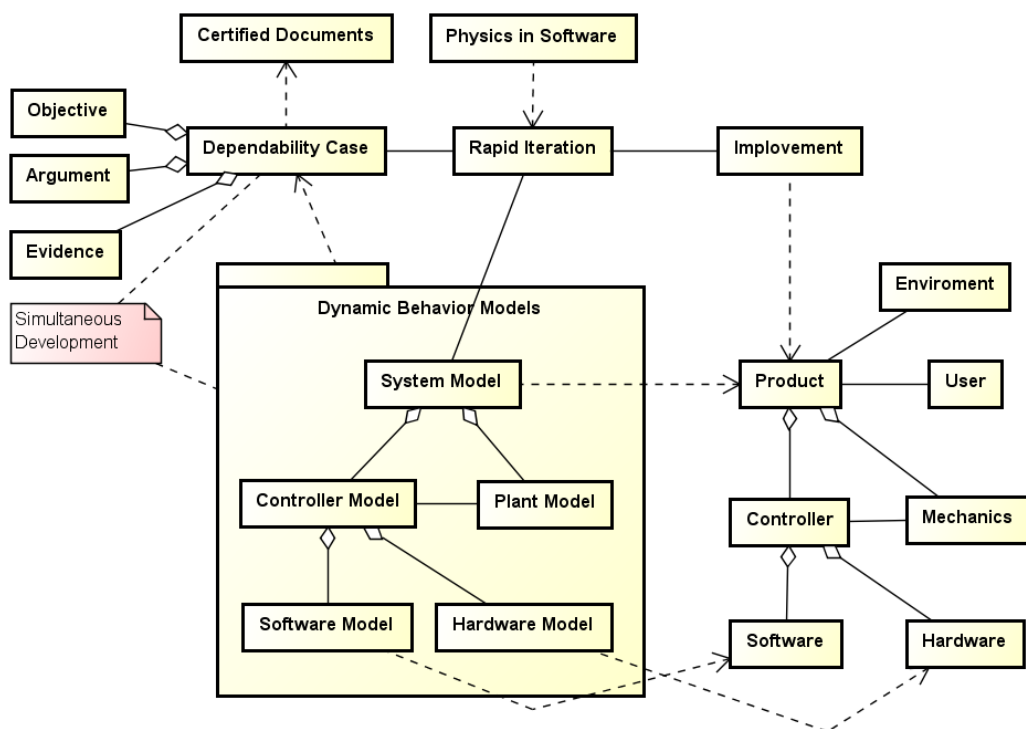 Certified Documents
Physics in Software
Objective
Dependability Case
Rapid Iteration
Implovement
Argument
Evidence
Simultaneous
Development
Dynamic Behavior Models
Enviroment
System Model
Product
User
Controller Model
Plant Model
Controller
Mechanics
Software Model
Hardware Model
Software
Hardware